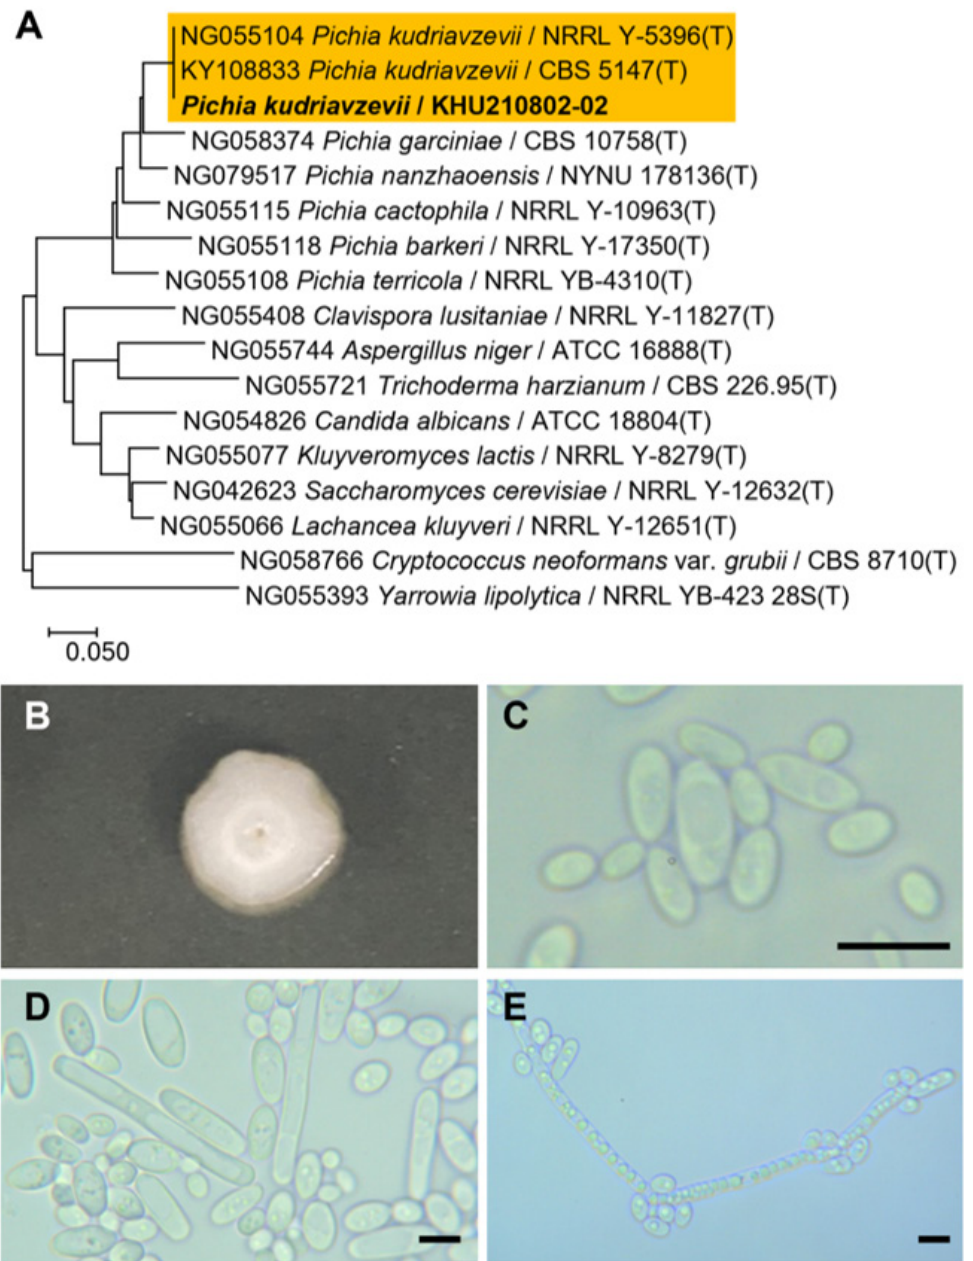 A
NG055104 Pichia kudriavzevii / NRRL Y-5396(T)
KY108833 Pichia kudriavzevii / CBS 5147(T)
Pichia kudriavzevii / KHU210802-02
NG058374 Pichia garciniae / CBS 10758(T)
NG079517 Pichia nanzhaoensis / NYNU 178136(T)
NG055115 Pichia cactophila / NRRL Y-10963(T)
NG055118 Pichia barkeri / NRRL Y-17350(T)
NG055108 Pichia terricola / NRRL YB-4310(T)
NG055408 Clavispora lusitaniae / NRRL Y-11827(T)
NG055744 Aspergillus niger / ATCC 16888(T)
NG055721 Trichoderma harzianum / CBS 226.95(T)
NG054826 Candida albicans / ATCC 18804(T)
NG055077 Kluyveromyces lactis / NRRL Y-8279(T)
NG042623 Saccharomyces cerevisiae / NRRL Y-12632(T)
NG055066 Lachancea kluyveri / NRRL Y-12651(T)
NG058766 Cryptococcus neoformans var. grubii / CBS 8710(T)
NG055393 Yarrowia lipolytica / NRRL YB-423 28S(T)
0.050
B
C
D
E